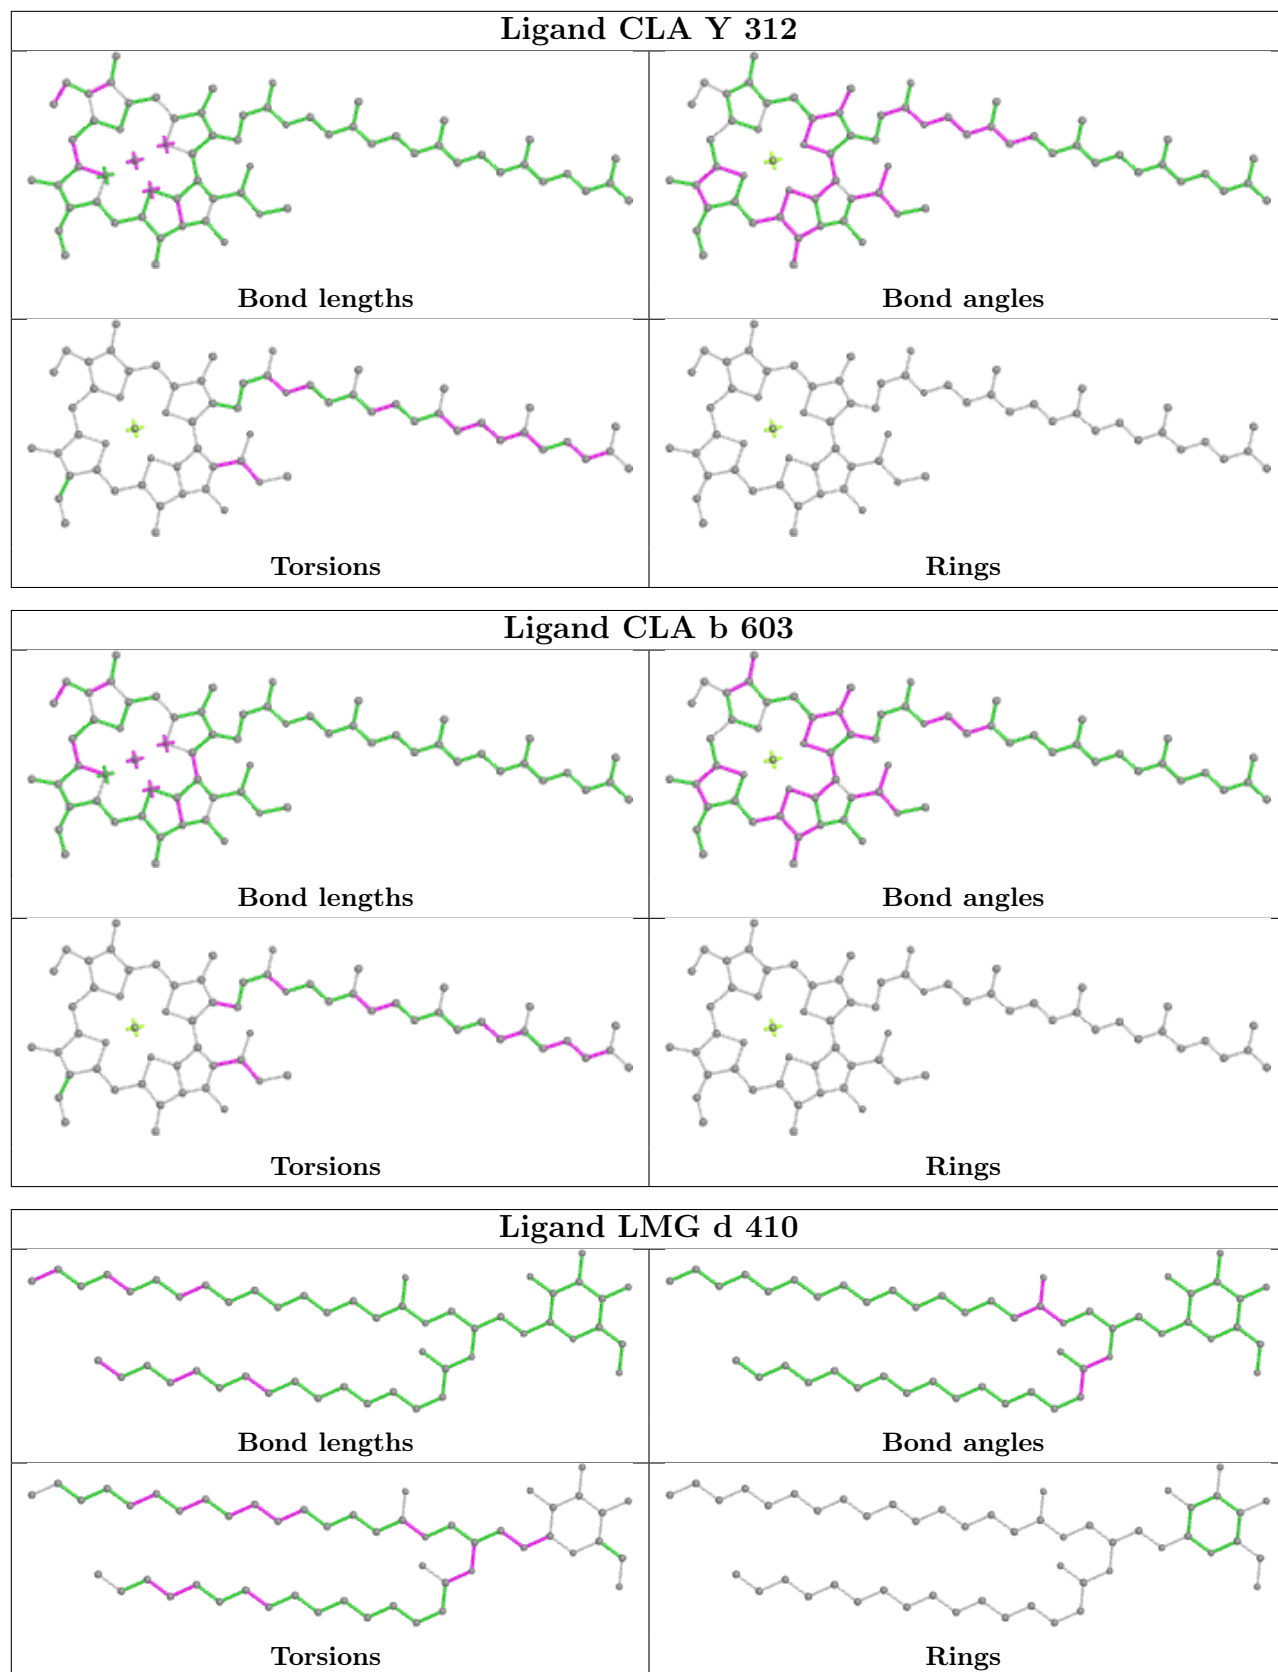 Ligand CLA Y 312
Bond lengths
Bond angles
Torsions
Rings
Ligand CLA b 603
Bond lengths
Bond angles
Torsions
Rings
Ligand LMG d 410
Bond lengths
Bond angles
Torsions
Rings